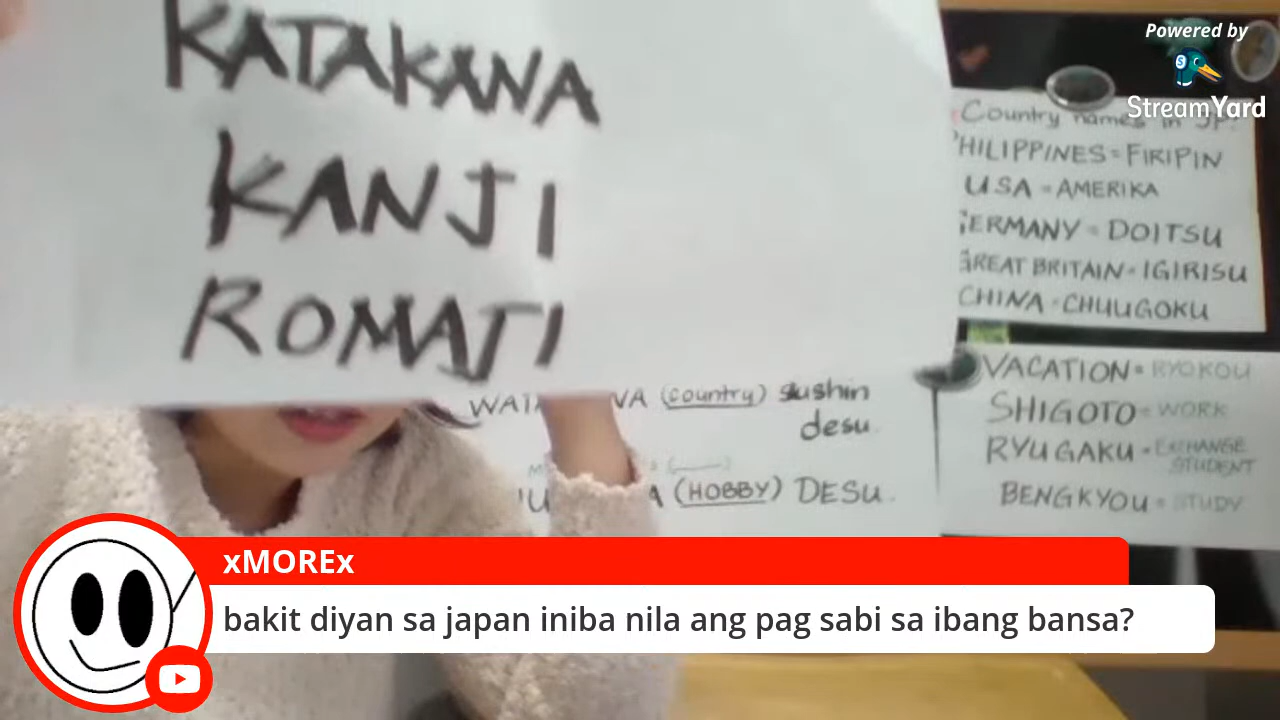 KATAKANA
KANJI
ROMAJI
Powered by
StreamYard
Country names in JP.
PHILIPPINES = FIRIPIN
USA = AMERIKA
GERMANY = DOITSU
GREAT BRITAIN = IGIRISU
CHINA = CHUUGOKU
VACATION = RYOKOU
SHIGOTO = WORK
RYUGAKU = EXCHANGE
STUDENT
BENGKYOU = STUDY
(country) shushin
desu.
(HOBBY) DESU.
xMOREx
bakit diyan sa japan iniba nila ang pag sabi sa ibang bansa?